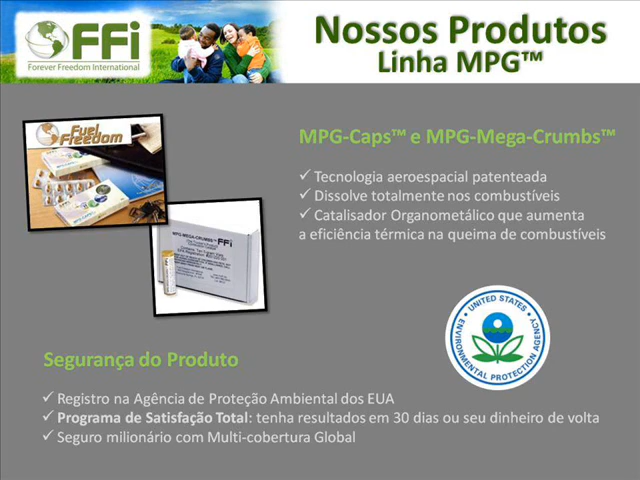 FFi
Forever Freedom International
Nossos Produtos
Linha MPG™
Fuel
Freedom
MPG-Caps™ e MPG-Mega-Crumbs™
✓ Tecnologia aeroespacial patenteada
✓ Dissolve totalmente nos combustíveis
✓ Catalisador Organometálico que aumenta
a eficiência térmica na queima de combustíveis
MPG-MEGA-CRUMBS™ FFi
UNITED STATES
ENVIRONMENTAL PROTECTION AGENCY
Segurança do Produto
✓ Registro na Agência de Proteção Ambiental dos EUA
✓ Programa de Satisfação Total: tenha resultados em 30 dias ou seu dinheiro de volta
✓ Seguro milionário com Multi-cobertura Global